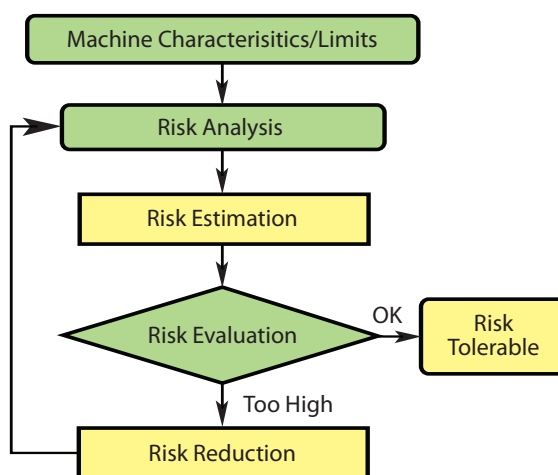 Machine Characterisitics/Limits
Risk Analysis
Risk Estimation
Risk Evaluation
OK
Risk
Tolerable
Too High
Risk Reduction